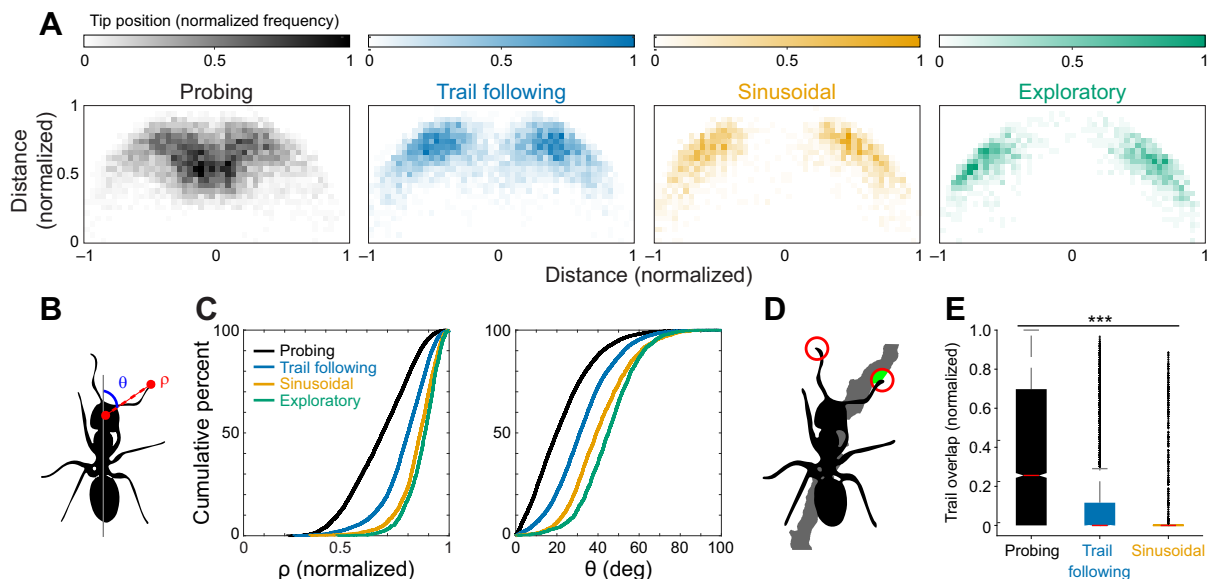 A
Tip position (normalized frequency)
0 0.5 1
0 0.5 1
0 0.5 1
0 0.5 1
Probing
Trail following
Sinusoidal
Exploratory
Distance
(normalized)
1
0.5
0
–1 0 1
–1 0 1
–1 0 1
–1 0 1
Distance (normalized)
B
θ
ρ
C
Cumulative percent
100
50
0
Probing
Trail following
Sinusoidal
Exploratory
0 0.5 1
ρ (normalized)
100
50
0
0 20 40 60 80 100
θ (deg)
D
E
Trail overlap (normalized)
1.0
0.8
0.6
0.4
0.2
0
***
Probing
Trail
following
Sinusoidal